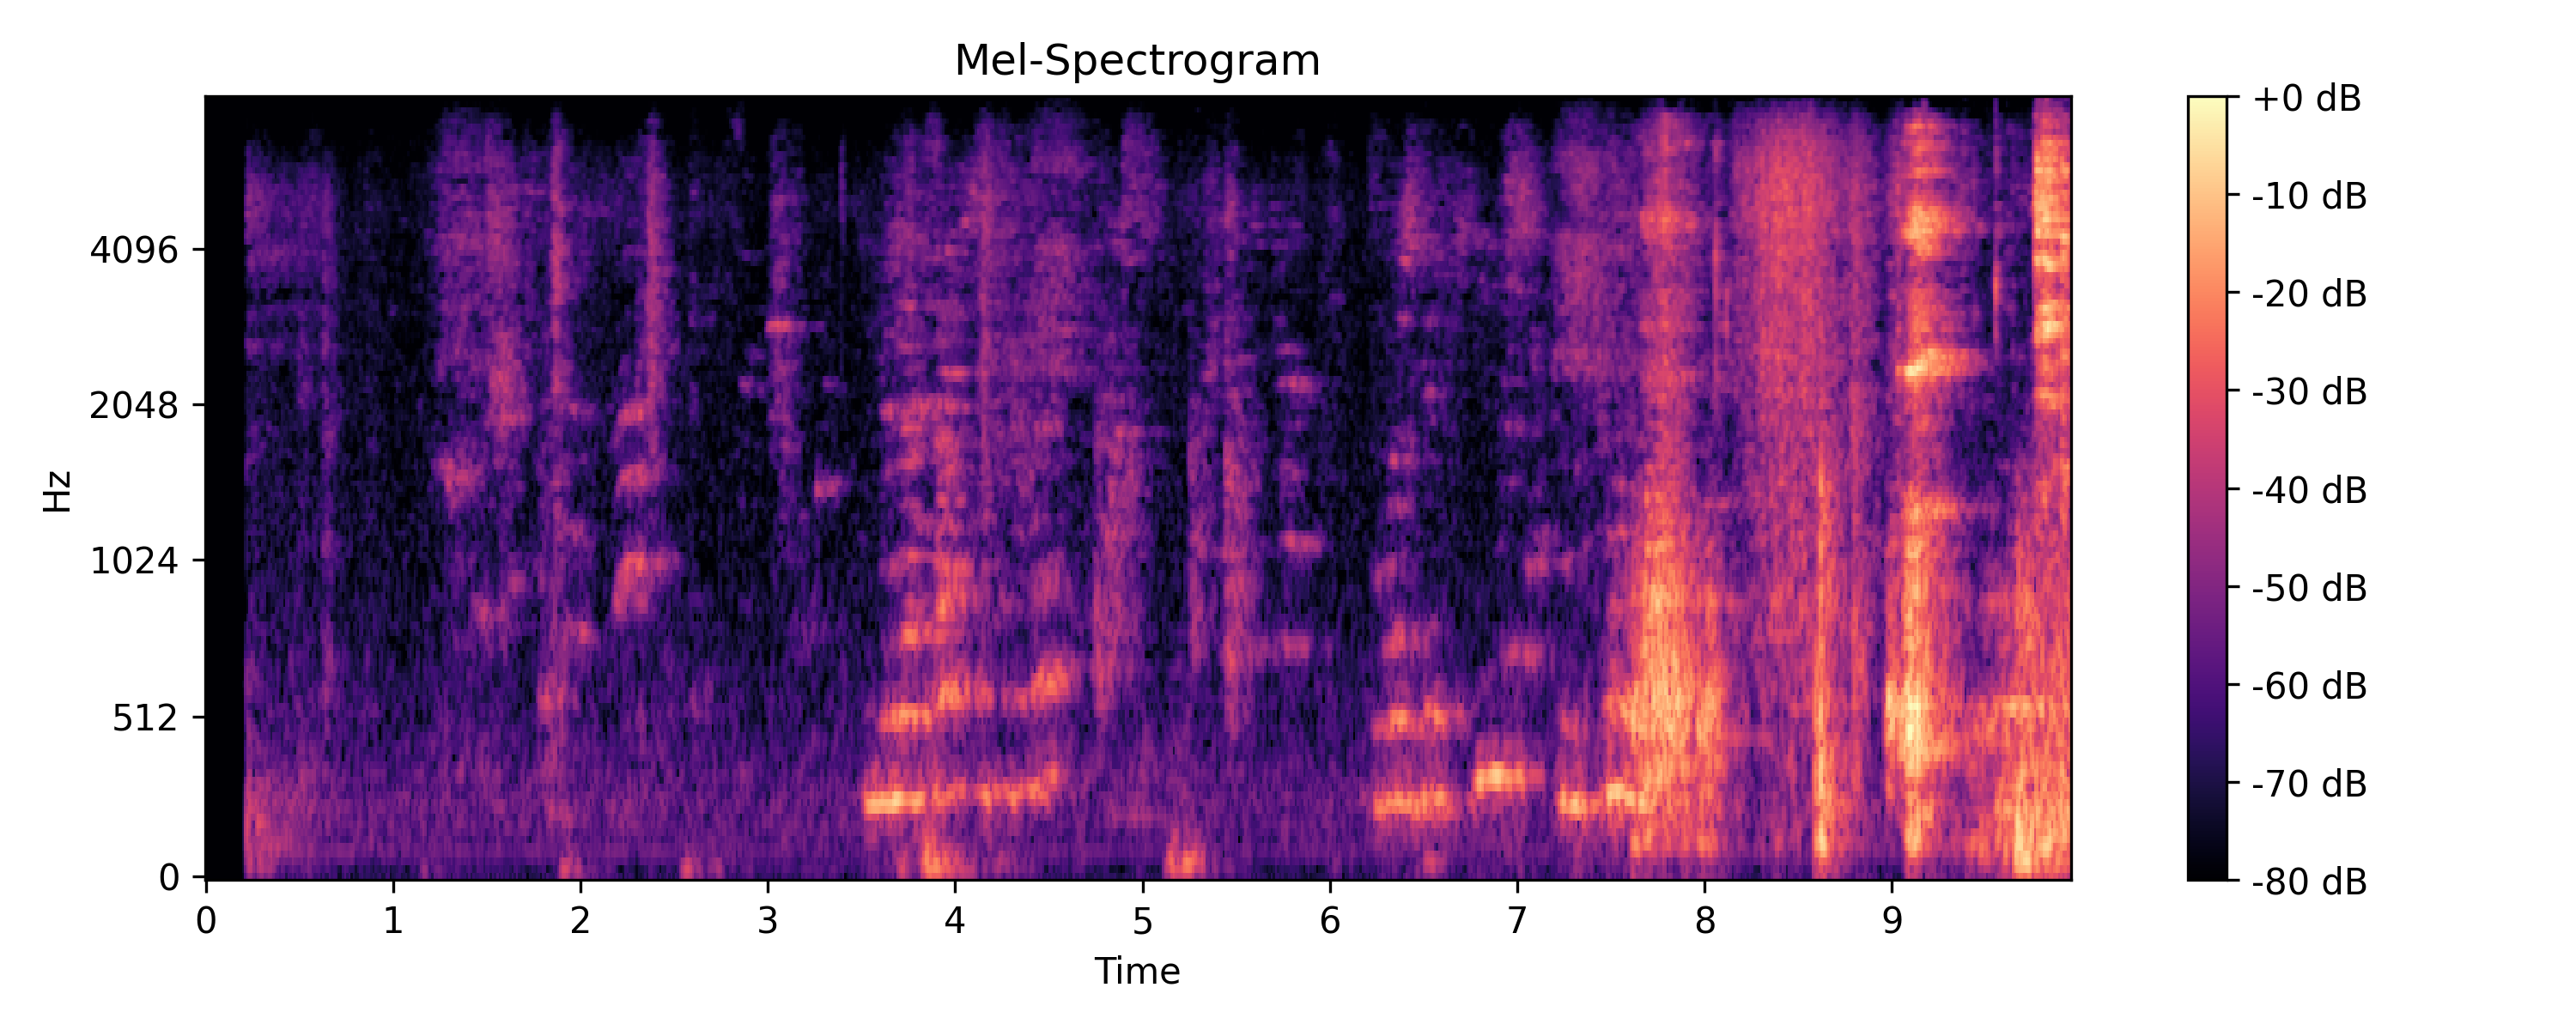 Mel-Spectrogram
Hz
4096
2048
1024
512
0
0 1 2 3 4 5 6 7 8 9
Time
+0 dB
-10 dB
-20 dB
-30 dB
-40 dB
-50 dB
-60 dB
-70 dB
-80 dB